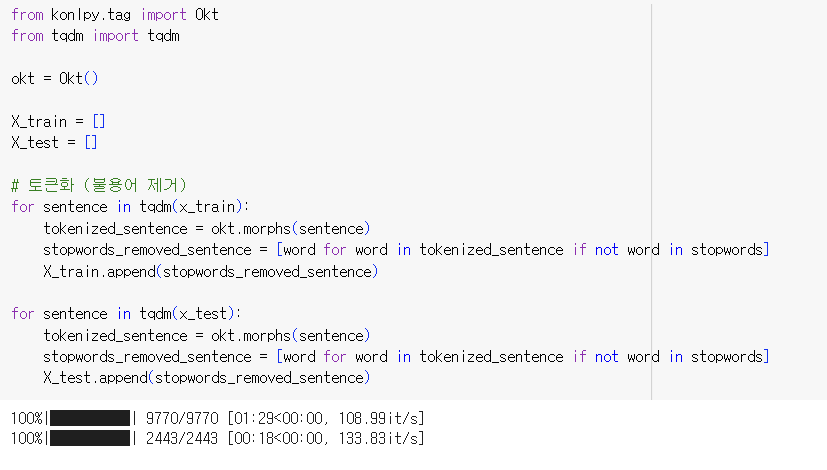 from konlpy.tag import Okt
from tqdm import tqdm
okt = Okt()
X_train = []
X_test = []
# 토큰화 (불용어 제거)
for sentence in tqdm(x_train):
    tokenized_sentence = okt.morphs(sentence)
    stopwords_removed_sentence = [word for word in tokenized_sentence if not word in stopwords]
    X_train.append(stopwords_removed_sentence)
for sentence in tqdm(x_test):
    tokenized_sentence = okt.morphs(sentence)
    stopwords_removed_sentence = [word for word in tokenized_sentence if not word in stopwords]
    X_test.append(stopwords_removed_sentence)
100%|██████████| 9770/9770 [01:29<00:00, 108.99it/s]
100%|██████████| 2443/2443 [00:18<00:00, 133.83it/s]